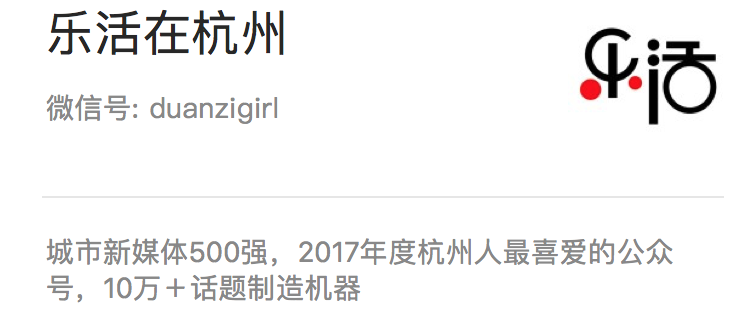 乐活在杭州
乐活
微信号: duanzigirl
城市新媒体500强，2017年度杭州人最喜爱的公众
号，10万＋话题制造机器